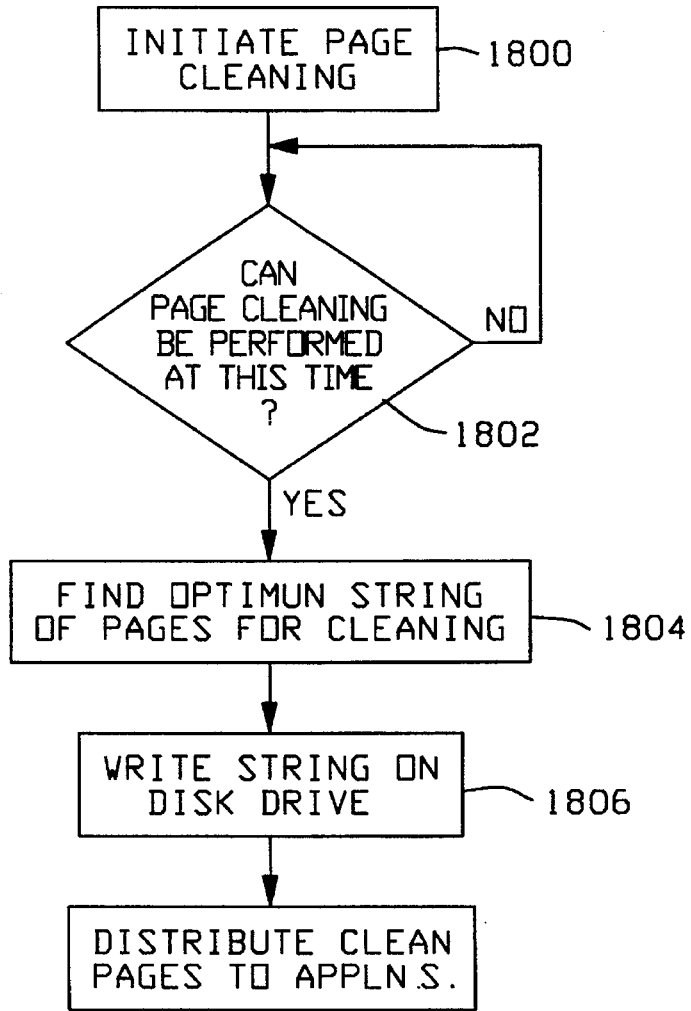 INITIATE PAGE
CLEANING
1800
CAN
PAGE CLEANING
BE PERFORMED
AT THIS TIME
?
NO
1802
YES
FIND OPTIMUN STRING
OF PAGES FOR CLEANING
1804
WRITE STRING ON
DISK DRIVE
1806
DISTRIBUTE CLEAN
PAGES TO APPLN.S.